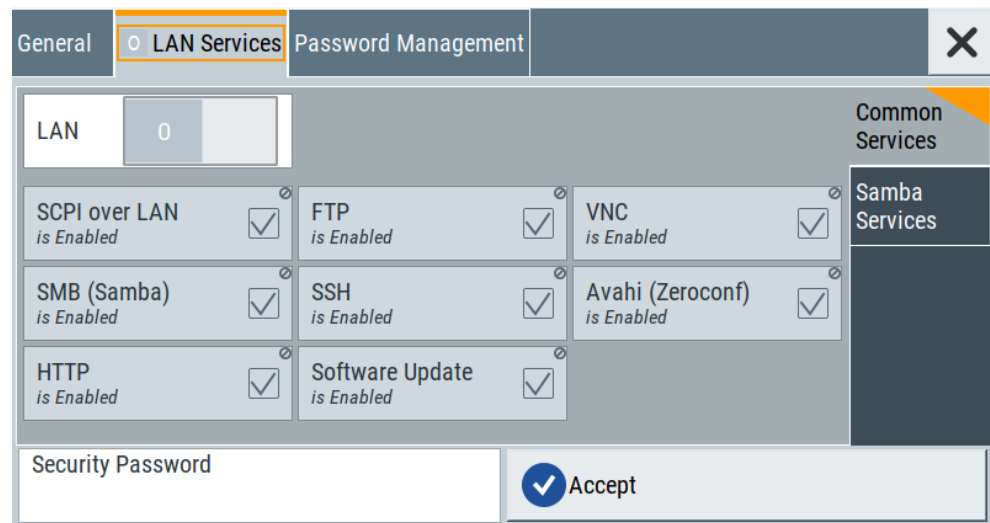 General
0 LAN Services
Password Management
LAN
0
Common
Services
Samba
Services
SCPI over LAN
is Enabled
FTP
is Enabled
VNC
is Enabled
SMB (Samba)
is Enabled
SSH
is Enabled
Avahi (Zeroconf)
is Enabled
HTTP
is Enabled
Software Update
is Enabled
Security Password
Accept